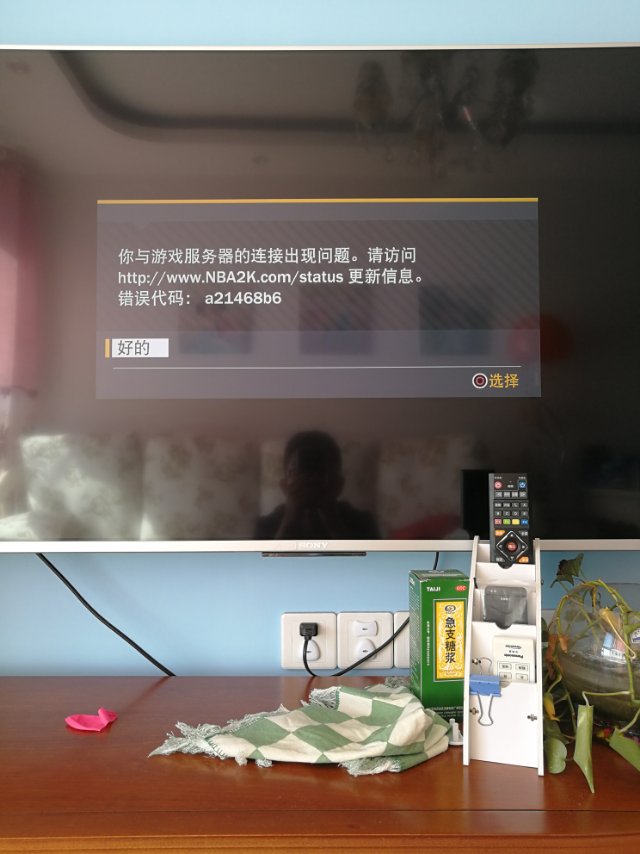 你与游戏服务器的连接出现问题。请访问
http://www.NBA2K.com/status 更新信息。
错误代码： a21468b6
好的
选择
SONY
TAIJI
OTC
急支糖浆
Panasonic